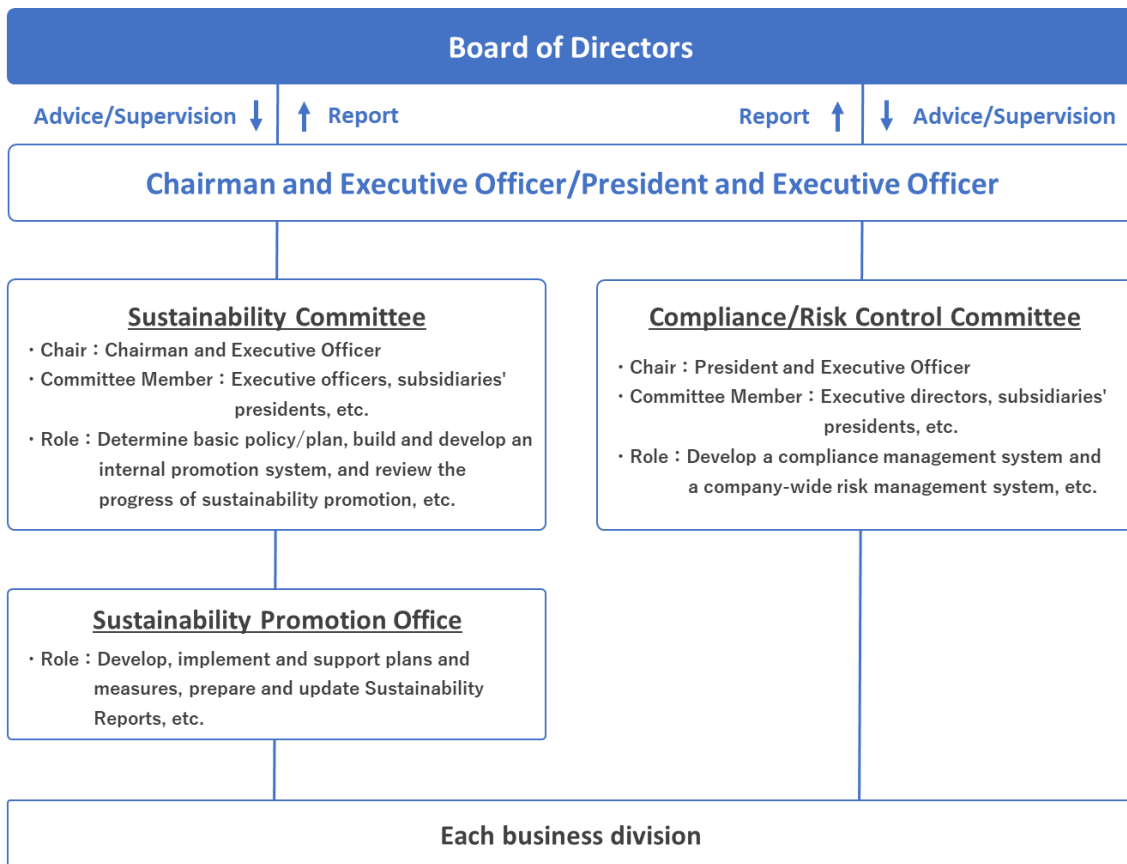 Board of Directors
Advice/Supervision ↓ ↑ Report
Report ↑ ↓ Advice/Supervision
Chairman and Executive Officer/President and Executive Officer
Sustainability Committee
・Chair：Chairman and Executive Officer
・Committee Member：Executive officers, subsidiaries'
presidents, etc.
・Role：Determine basic policy/plan, build and develop an
internal promotion system, and review the
progress of sustainability promotion, etc.
Compliance/Risk Control Committee
・Chair：President and Executive Officer
・Committee Member：Executive directors, subsidiaries'
presidents, etc.
・Role：Develop a compliance management system and
a company-wide risk management system, etc.
Sustainability Promotion Office
・Role：Develop, implement and support plans and
measures, prepare and update Sustainability
Reports, etc.
Each business division